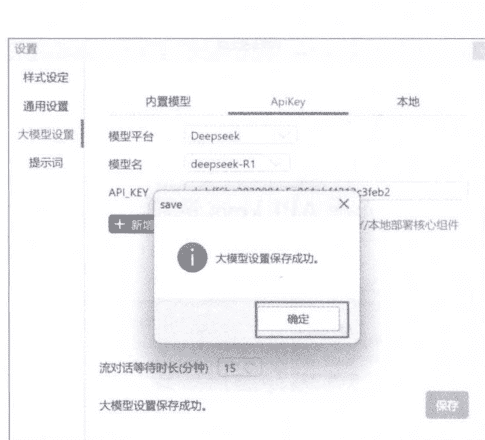 设置
样式设定
通用设置
大模型设置
提示词
内置模型 ApiKey 本地
模型平台 Deepseek
模型名 deepseek-R1
API_KEY c3feb2
save
+ 新增 /本地部署核心组件
大模型设置保存成功。
确定
流对话等待时长(分钟) 15
大模型设置保存成功。
保存